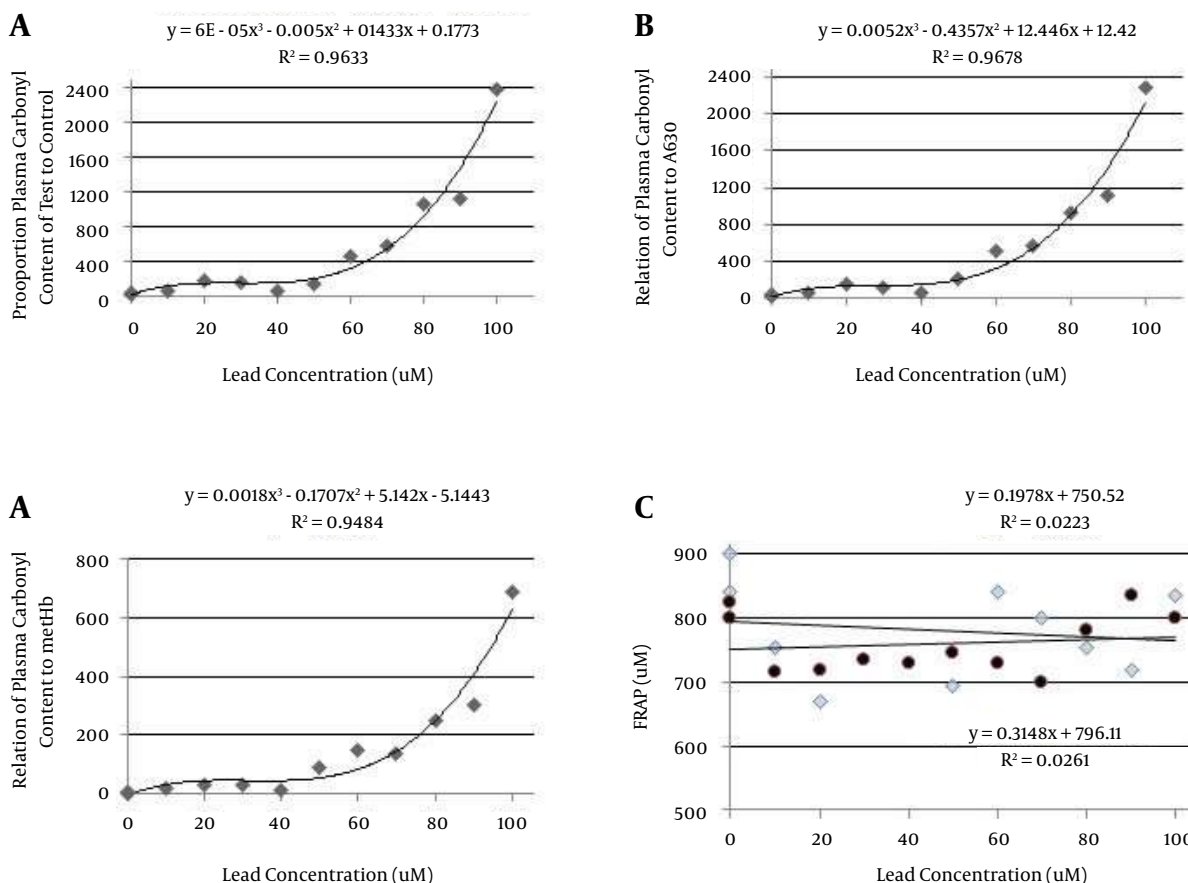 A
y = 6E - 05x³ - 0.005x² + 01433x + 0.1773
R² = 0.9633
Prooportion Plasma Carbonyl
Content of Test to Control
2400
2000
1600
1200
800
400
0
0 20 40 60 80 100
Lead Concentration (uM)
B
y = 0.0052x³ - 0.4357x² + 12.446x + 12.42
R² = 0.9678
Relation of Plasma Carbonyl
Content to A630
2400
2000
1600
1200
800
400
0
0 20 40 60 80 100
Lead Concentration (uM)
A
y = 0.0018x³ - 0.1707x² + 5.142x - 5.1443
R² = 0.9484
Relation of Plasma Carbonyl
Content to metHb
800
600
400
200
0
0 20 40 60 80 100
Lead Concentration (uM)
C
y = 0.1978x + 750.52
R² = 0.0223
FRAP (uM)
900
800
700
600
500
y = 0.3148x + 796.11
R² = 0.0261
0 20 40 60 80 100
Lead Concentration (uM)